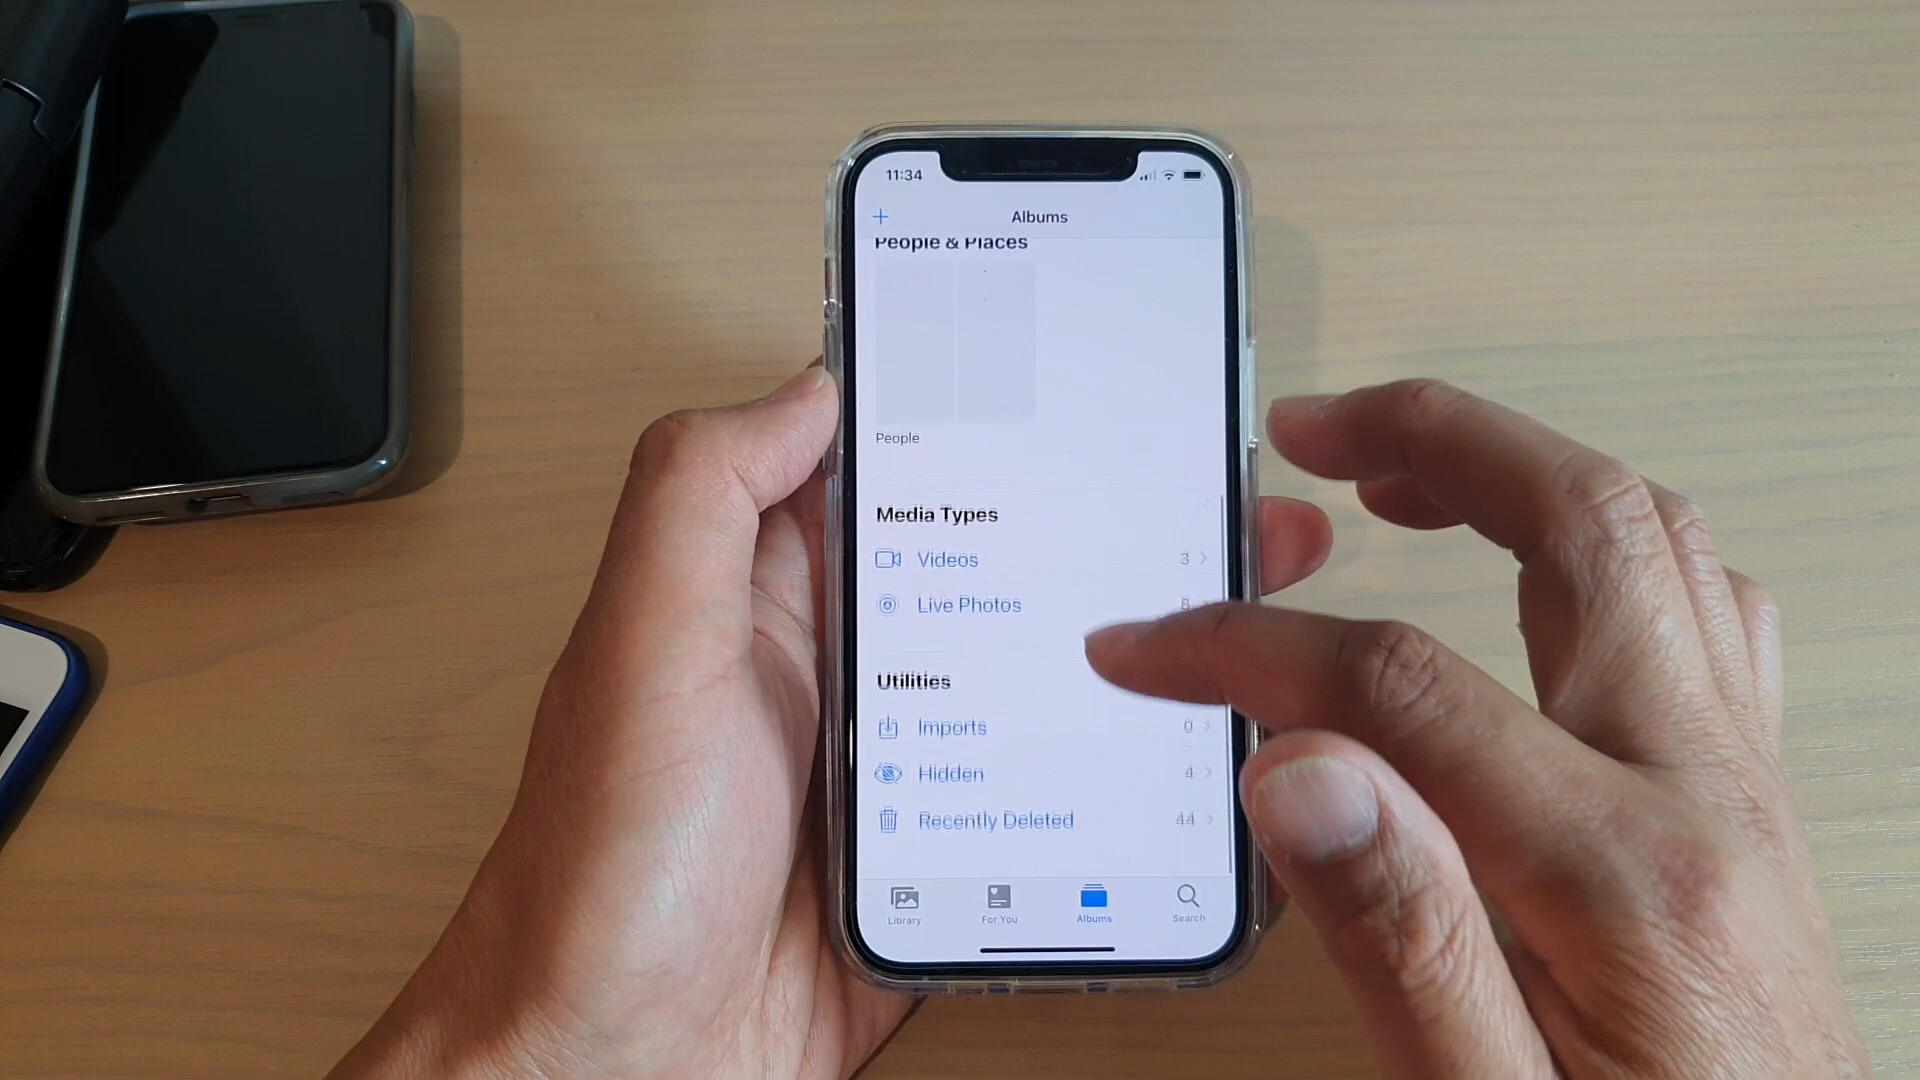 11:34
+ Albums
People & Places
People
Media Types
Videos 3
Live Photos 8
Utilities
Imports 0
Hidden 4
Recently Deleted 44
Library For You Albums Search